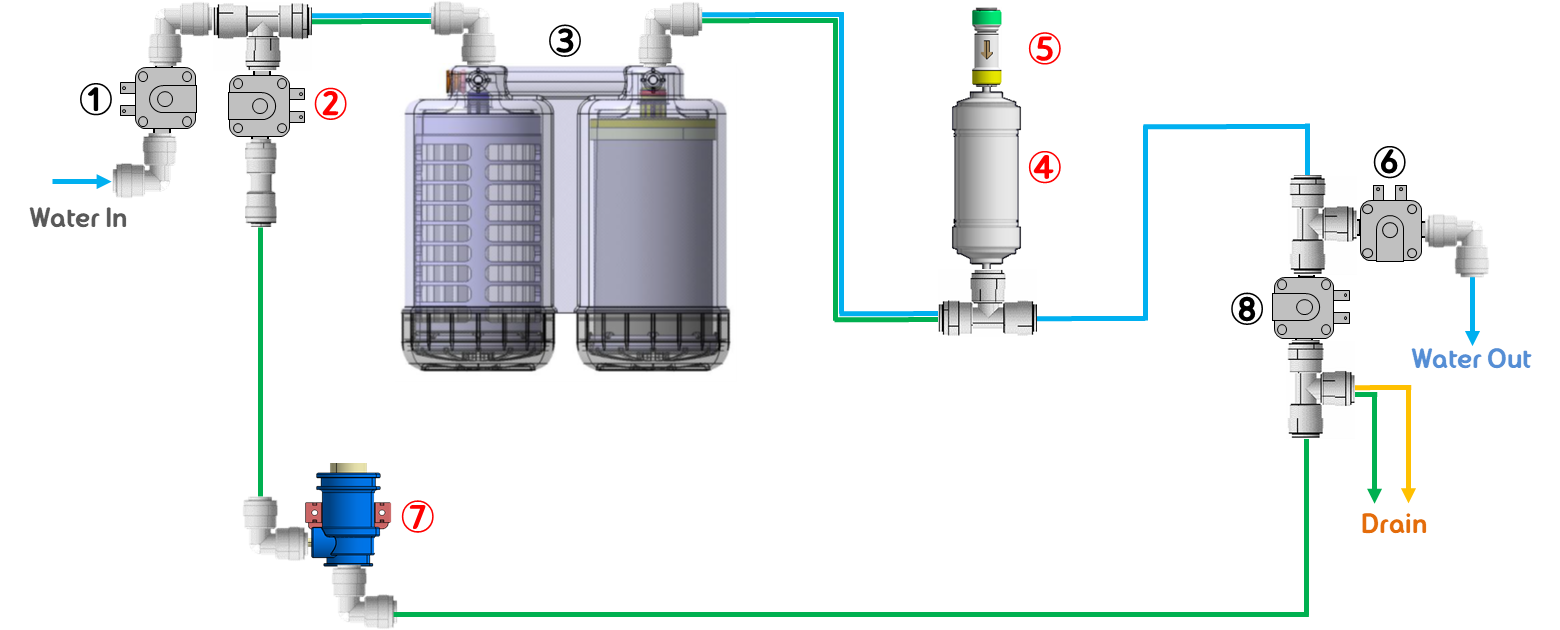 ③
⑤
①
②
④
⑥
Water In
⑧
Water Out
⑦
Drain